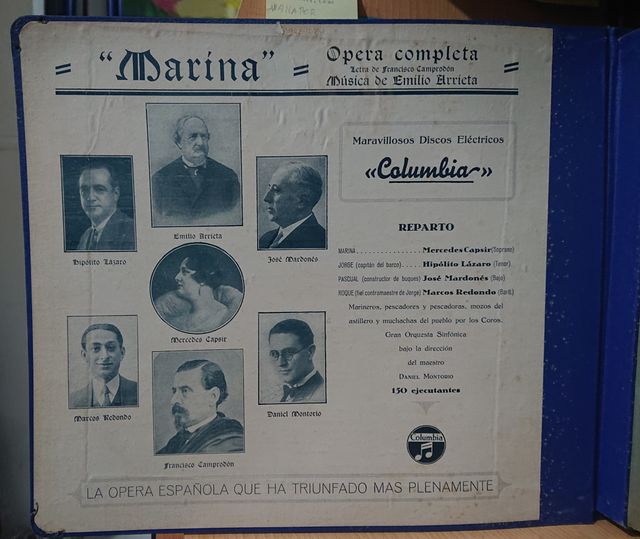 MANATEE
"Marina"
Opera completa
Letra de Francisco Camprodón
Música de Emilio Arrieta
Maravillosos Discos Eléctricos
«Columbia»
REPARTO
MARINA . . . . . . . . . . . . . . . . Mercedes Capsir (Soprano)
JORGE (capitán del barco) . . . . Hipólito Lázaro (Tenor)
PASCUAL (constructor de buques) José Mardonés (Bajo)
ROQUE (fiel contramaestre de Jorge) Marcos Redondo (Barít.)
Marineros, pescadores y pescadoras, mozos del
astillero y muchachas del pueblo por los Coros.
Gran Orquesta Sinfónica
bajo la dirección
del maestro
DANIEL MONTORIO
150 ejecutantes
Columbia
Emilio Arrieta
Hipólito Lázaro
José Mardonés
Mercedes Capsir
Marcos Redondo
Daniel Montorio
Francisco Camprodón
LA OPERA ESPAÑOLA QUE HA TRIUNFADO MAS PLENAMENTE